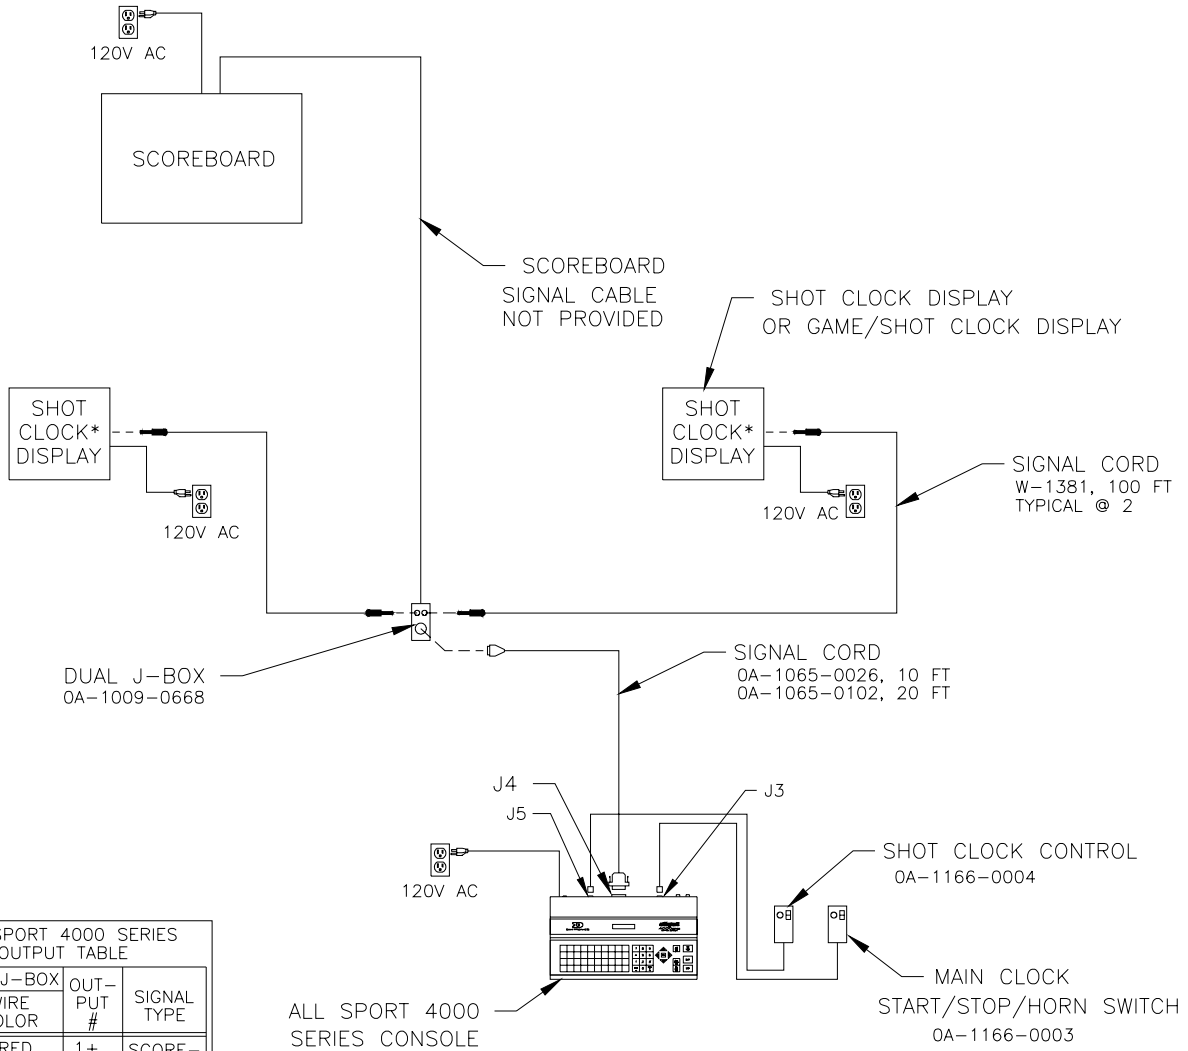 120V AC
SCOREBOARD
SCOREBOARD
SIGNAL CABLE
NOT PROVIDED
SHOT CLOCK DISPLAY
OR GAME/SHOT CLOCK DISPLAY
SHOT
CLOCK*
DISPLAY
120V AC
SHOT
CLOCK*
DISPLAY
120V AC
SIGNAL CORD
W-1381, 100 FT
TYPICAL @ 2
DUAL J-BOX
0A-1009-0668
SIGNAL CORD
0A-1065-0026, 10 FT
0A-1065-0102, 20 FT
J4
J5
J3
120V AC
SHOT CLOCK CONTROL
0A-1166-0004
MAIN CLOCK
START/STOP/HORN SWITCH
0A-1166-0003
ALL SPORT 4000
SERIES CONSOLE
SPORT 4000 SERIES
OUTPUT TABLE
J-BOX
OUT-
PUT
#
SIGNAL
TYPE
RED
1+
SCORE-